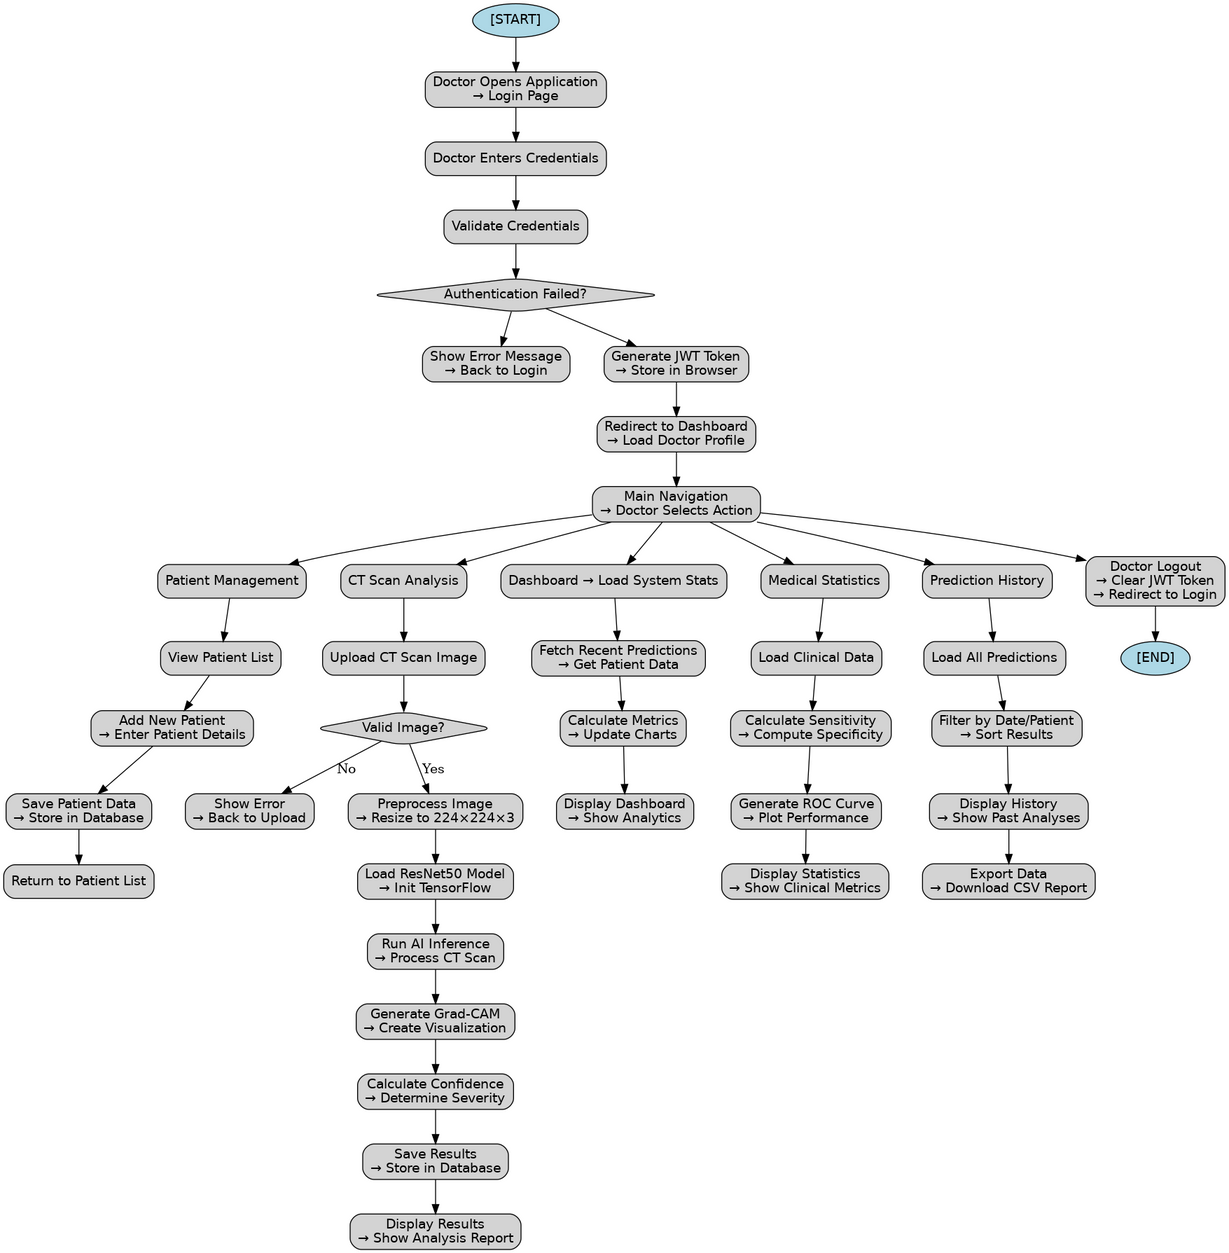 [START]
Doctor Opens Application
→ Login Page
Doctor Enters Credentials
Validate Credentials
Authentication Failed?
Show Error Message
→ Back to Login
Generate JWT Token
→ Store in Browser
Redirect to Dashboard
→ Load Doctor Profile
Main Navigation
→ Doctor Selects Action
Patient Management
CT Scan Analysis
Dashboard → Load System Stats
Medical Statistics
Prediction History
Doctor Logout
→ Clear JWT Token
→ Redirect to Login
View Patient List
Upload CT Scan Image
Fetch Recent Predictions
→ Get Patient Data
Load Clinical Data
Load All Predictions
[END]
Add New Patient
→ Enter Patient Details
Valid Image?
Calculate Metrics
→ Update Charts
Calculate Sensitivity
→ Compute Specificity
Filter by Date/Patient
→ Sort Results
No
Yes
Save Patient Data
→ Store in Database
Show Error
→ Back to Upload
Preprocess Image
→ Resize to 224×224×3
Display Dashboard
→ Show Analytics
Generate ROC Curve
→ Plot Performance
Display History
→ Show Past Analyses
Return to Patient List
Load ResNet50 Model
→ Init TensorFlow
Display Statistics
→ Show Clinical Metrics
Export Data
→ Download CSV Report
Run AI Inference
→ Process CT Scan
Generate Grad-CAM
→ Create Visualization
Calculate Confidence
→ Determine Severity
Save Results
→ Store in Database
Display Results
→ Show Analysis Report